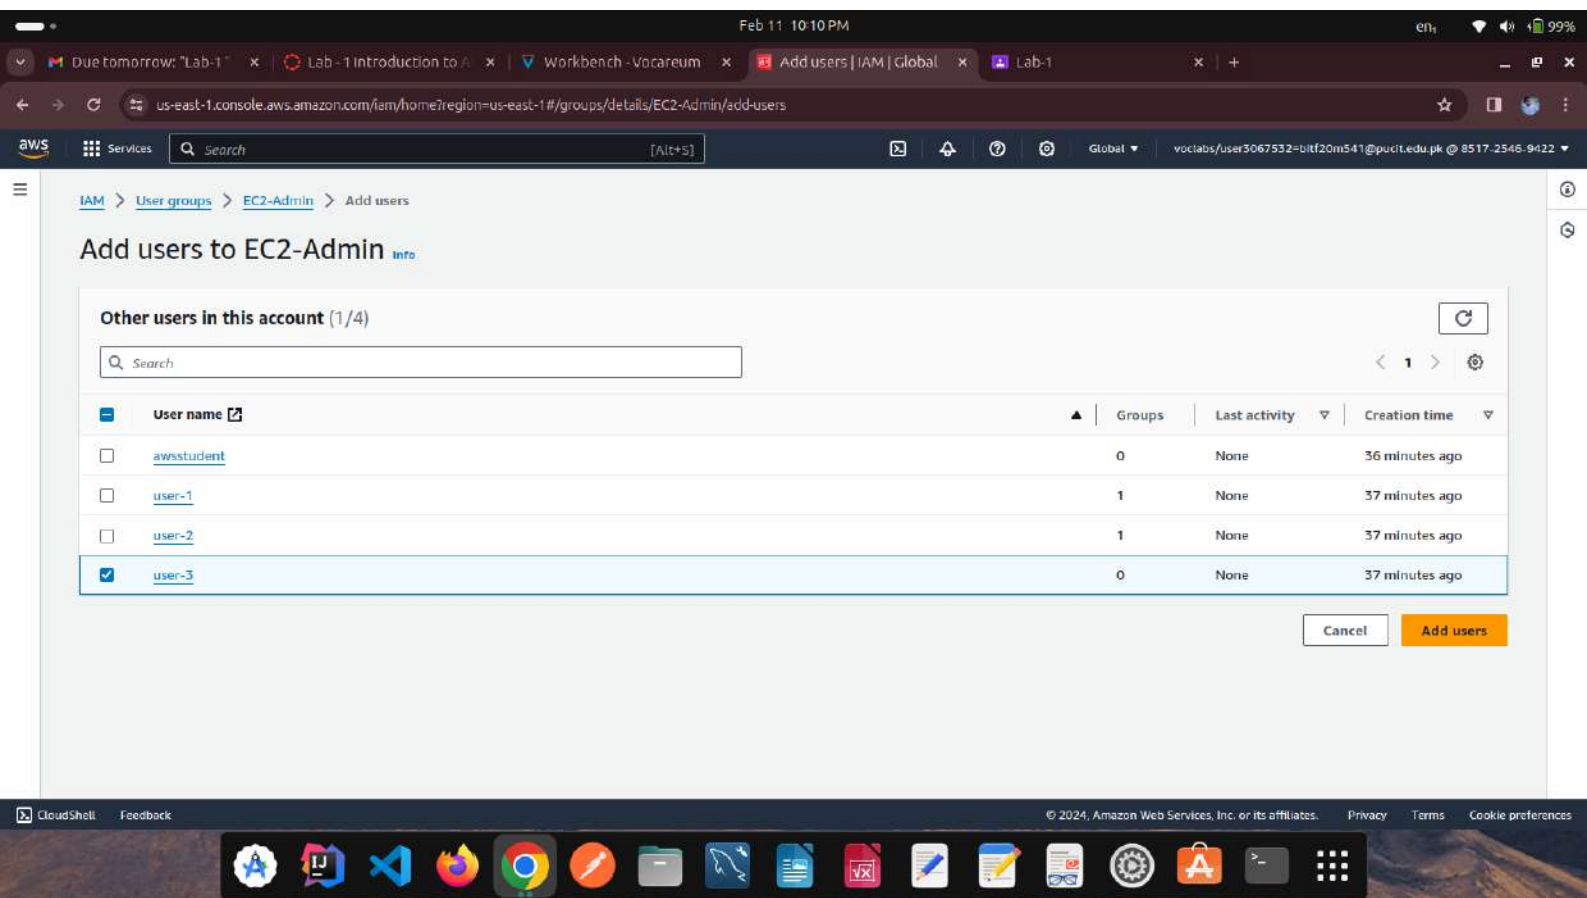 Feb 11 10:10 PM
en₁ 99%
Due tomorrow: "Lab-1" Lab - 1 Introduction to A Workbench - Vocareum Add users | IAM | Global Lab-1
us-east-1.console.aws.amazon.com/iam/home?region=us-east-1#/groups/details/EC2-Admin/add-users
aws Services Search [Alt+S] Global voclabs/user3067532=bitf20m541@pucit.edu.pk @ 8517-2546-9422
IAM > User groups > EC2-Admin > Add users
Add users to EC2-Admin Info
Other users in this account (1/4)
Search
< 1 >
User name Groups Last activity Creation time
awsstudent 0 None 36 minutes ago
user-1 1 None 37 minutes ago
user-2 1 None 37 minutes ago
user-3 0 None 37 minutes ago
Cancel Add users
CloudShell Feedback © 2024, Amazon Web Services, Inc. or its affiliates. Privacy Terms Cookie preferences